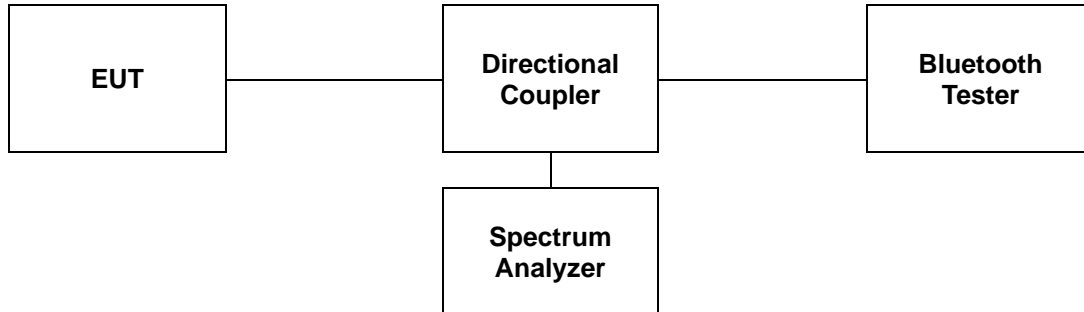 EUT
Directional
Coupler
Bluetooth
Tester
Spectrum
Analyzer